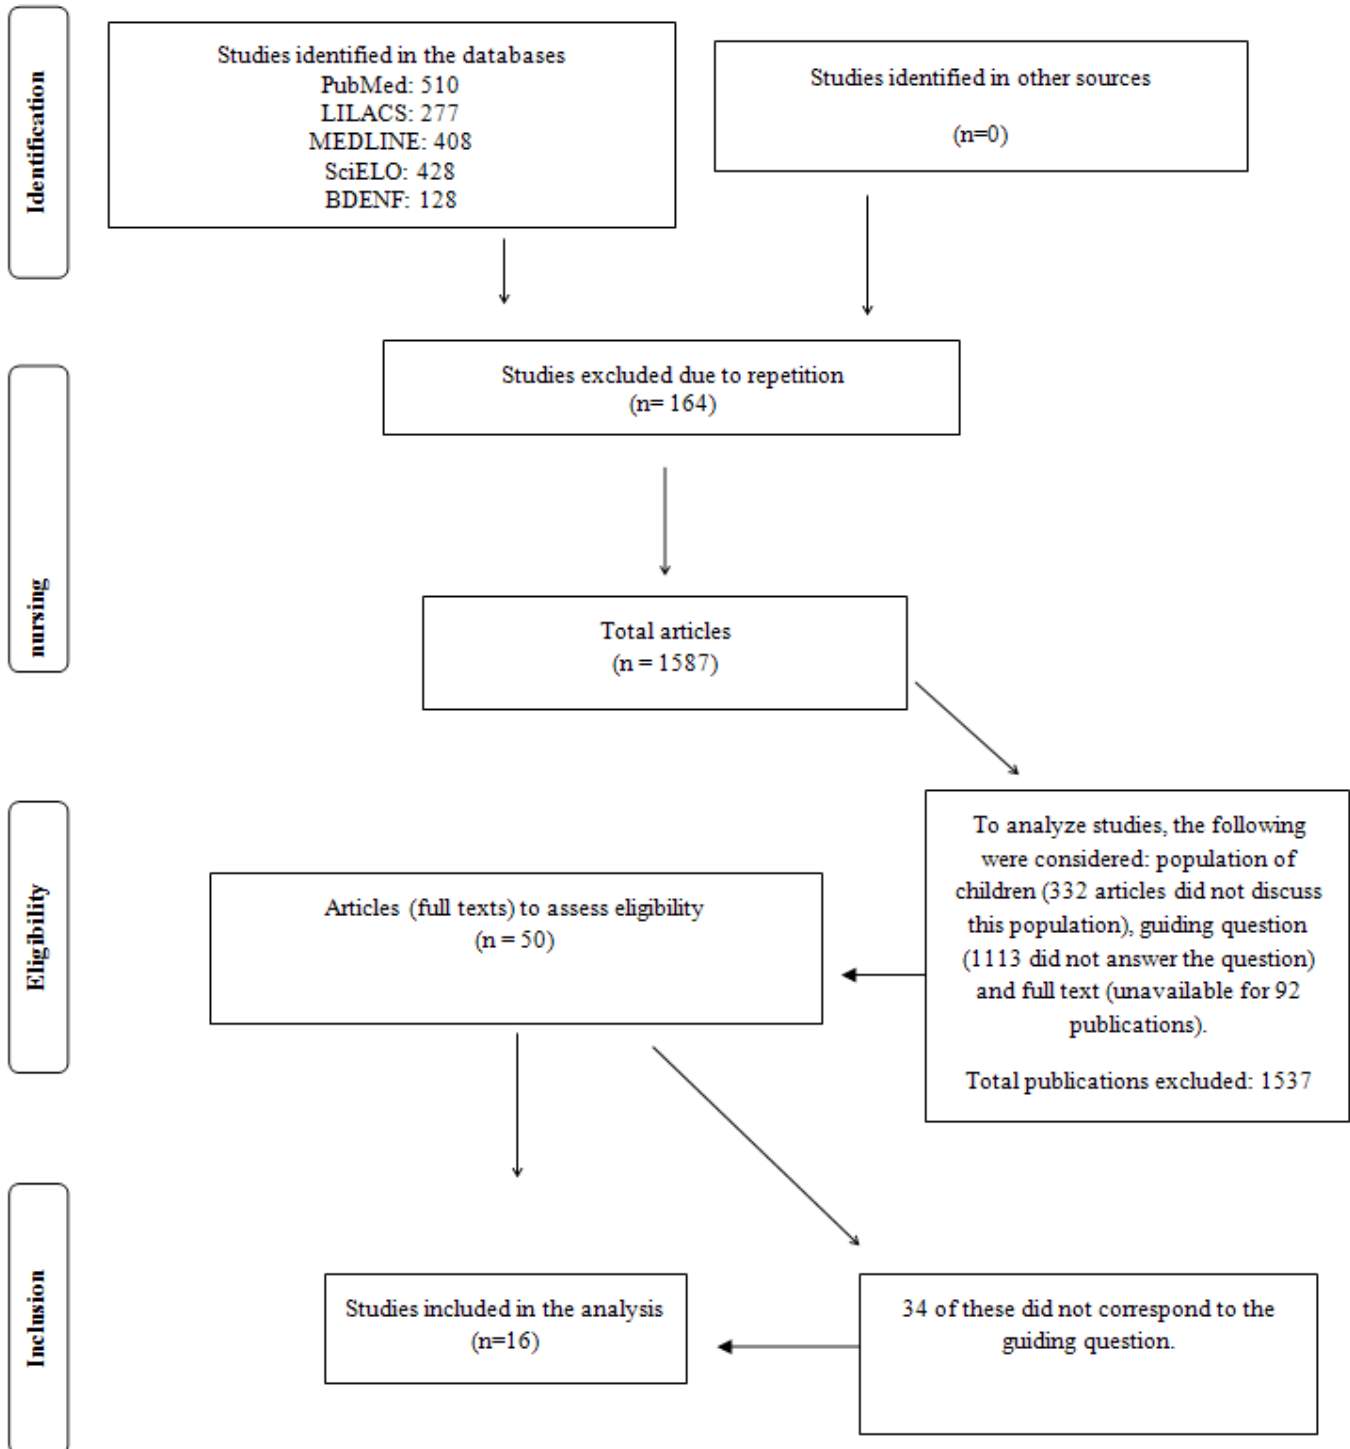 Identification
Studies identified in the databases
PubMed: 510
LILACS: 277
MEDLINE: 408
SciELO: 428
BDENF: 128
Studies identified in other sources
(n=0)
nursing
Studies excluded due to repetition
(n= 164)
Total articles
(n = 1587)
Eligibility
Articles (full texts) to assess eligibility
(n = 50)
To analyze studies, the following
were considered: population of
children (332 articles did not discuss
this population), guiding question
(1113 did not answer the question)
and full text (unavailable for 92
publications).
Total publications excluded: 1537
Inclusion
Studies included in the analysis
(n=16)
34 of these did not correspond to the
guiding question.